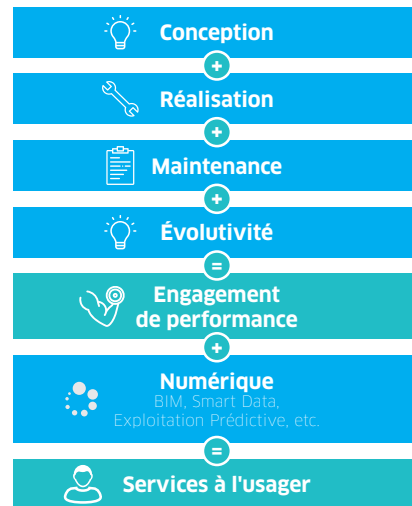 Conception
+
Réalisation
+
Maintenance
+
Évolutivité
=
Engagement
de performance
+
Numérique
BIM, Smart Data,
Exploitation Prédictive, etc.
=
Services à l'usager